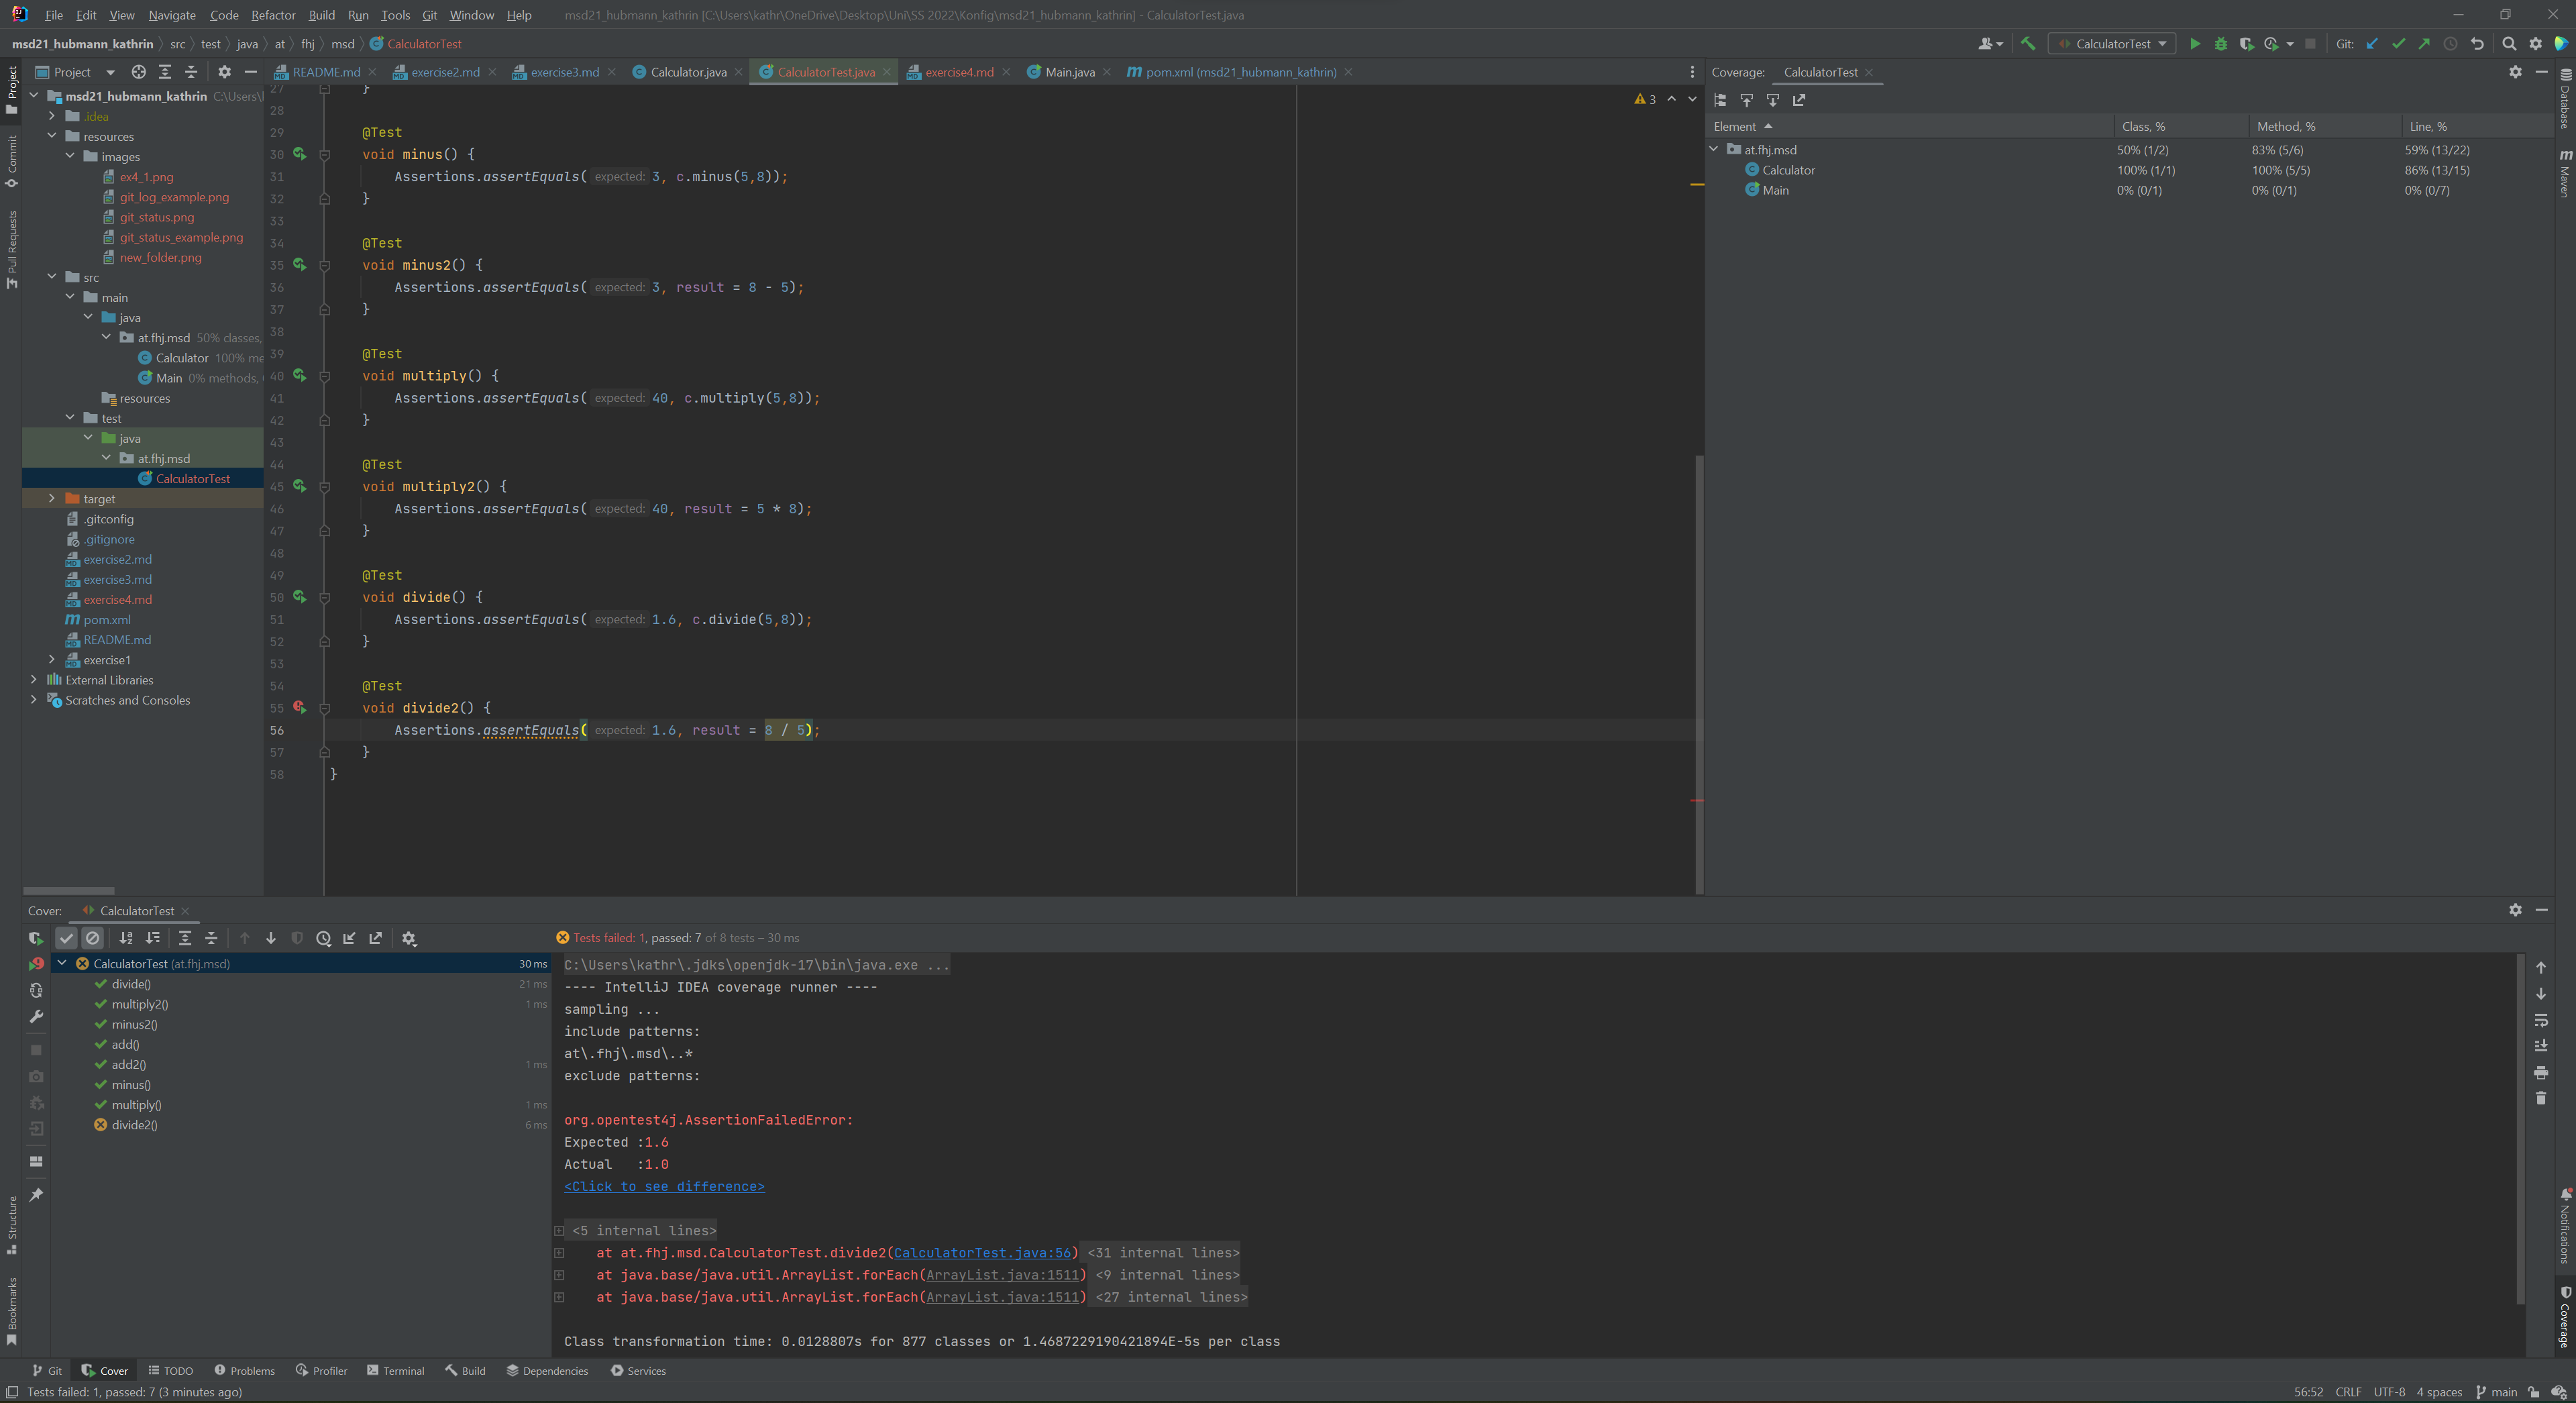 File Edit View Navigate Code Refactor Build Run Tools Git Window Help msd21_hubmann_kathrin [C:\Users\kathr\OneDrive\Desktop\Uni\SS 2022\Konfig\msd21_hubmann_kathrin] - CalculatorTest.java
msd21_hubmann_kathrin src test java at fhj msd CalculatorTest
CalculatorTest Git:
Project
README.md exercise2.md exercise3.md Calculator.java CalculatorTest.java exercise4.md Main.java pom.xml (msd21_hubmann_kathrin)
Project
Commit
Pull Requests
Structure
Bookmarks
msd21_hubmann_kathrin C:\Users\
.idea
resources
images
ex4_1.png
git_log_example.png
git_status.png
git_status_example.png
new_folder.png
src
main
java
at.fhj.msd 50% classes,
Calculator 100% me
Main 0% methods,
resources
test
java
at.fhj.msd
CalculatorTest
target
.gitconfig
.gitignore
exercise2.md
exercise3.md
exercise4.md
pom.xml
README.md
exercise1
External Libraries
Scratches and Consoles
3
27 }
28
29 @Test
30 void minus() {
31 Assertions.assertEquals( expected: 3, c.minus(5,8));
32 }
33
34 @Test
35 void minus2() {
36 Assertions.assertEquals( expected: 3, result = 8 - 5);
37 }
38
39 @Test
40 void multiply() {
41 Assertions.assertEquals( expected: 40, c.multiply(5,8));
42 }
43
44 @Test
45 void multiply2() {
46 Assertions.assertEquals( expected: 40, result = 5 * 8);
47 }
48
49 @Test
50 void divide() {
51 Assertions.assertEquals( expected: 1.6, c.divide(5,8));
52 }
53
54 @Test
55 void divide2() {
56 Assertions.assertEquals( expected: 1.6, result = 8 / 5);
57 }
58 }
Coverage: CalculatorTest
Element Class, % Method, % Line, %
at.fhj.msd 50% (1/2) 83% (5/6) 59% (13/22)
Calculator 100% (1/1) 100% (5/5) 86% (13/15)
Main 0% (0/1) 0% (0/1) 0% (0/7)
Database
Maven
Notifications
Coverage
Cover: CalculatorTest
Tests failed: 1, passed: 7 of 8 tests – 30 ms
CalculatorTest (at.fhj.msd) 30 ms
divide() 21 ms
multiply2() 1 ms
minus2()
add()
add2() 1 ms
minus()
multiply() 1 ms
divide2() 6 ms
C:\Users\kathr\.jdks\openjdk-17\bin\java.exe ...
---- IntelliJ IDEA coverage runner ----
sampling ...
include patterns:
at\.fhj\.msd\..*
exclude patterns:
org.opentest4j.AssertionFailedError:
Expected :1.6
Actual :1.0
<Click to see difference>
<5 internal lines>
at at.fhj.msd.CalculatorTest.divide2(CalculatorTest.java:56) <31 internal lines>
at java.base/java.util.ArrayList.forEach(ArrayList.java:1511) <9 internal lines>
at java.base/java.util.ArrayList.forEach(ArrayList.java:1511) <27 internal lines>
Class transformation time: 0.0128807s for 877 classes or 1.4687229190421894E-5s per class
Git Cover TODO Problems Profiler Terminal Build Dependencies Services
Tests failed: 1, passed: 7 (3 minutes ago) 56:52 CRLF UTF-8 4 spaces main